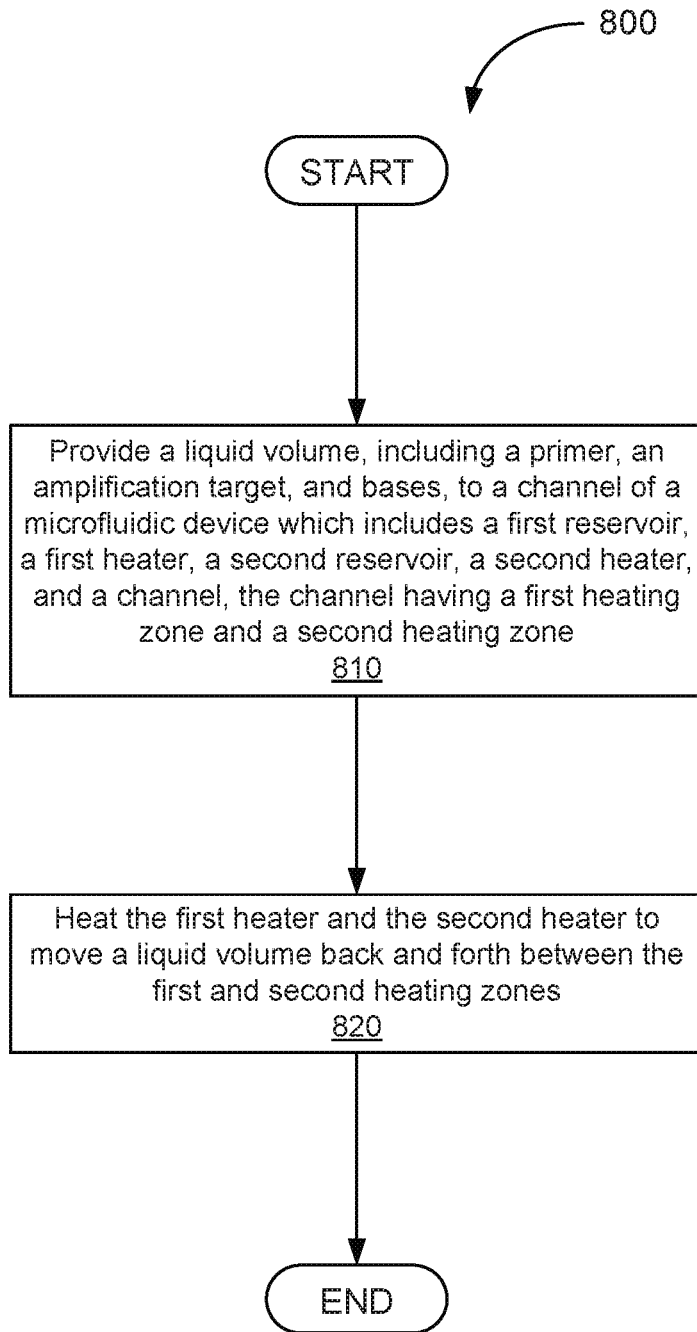 800
START
Provide a liquid volume, including a primer, an
amplification target, and bases, to a channel of a
microfluidic device which includes a first reservoir,
a first heater, a second reservoir, a second heater,
and a channel, the channel having a first heating
zone and a second heating zone
810
Heat the first heater and the second heater to
move a liquid volume back and forth between the
first and second heating zones
820
END